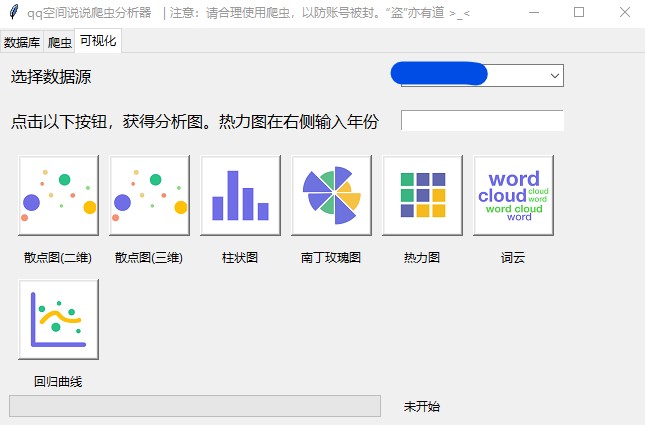 qq空间说说爬虫分析器 | 注意：请合理使用爬虫，以防账号被封。“盗”亦有道 >_<
数据库 爬虫 可视化
选择数据源
点击以下按钮，获得分析图。热力图在右侧输入年份
word
cloud cloud
word
word cloud
word
散点图(二维) 散点图(三维) 柱状图 南丁玫瑰图 热力图 词云
回归曲线
未开始